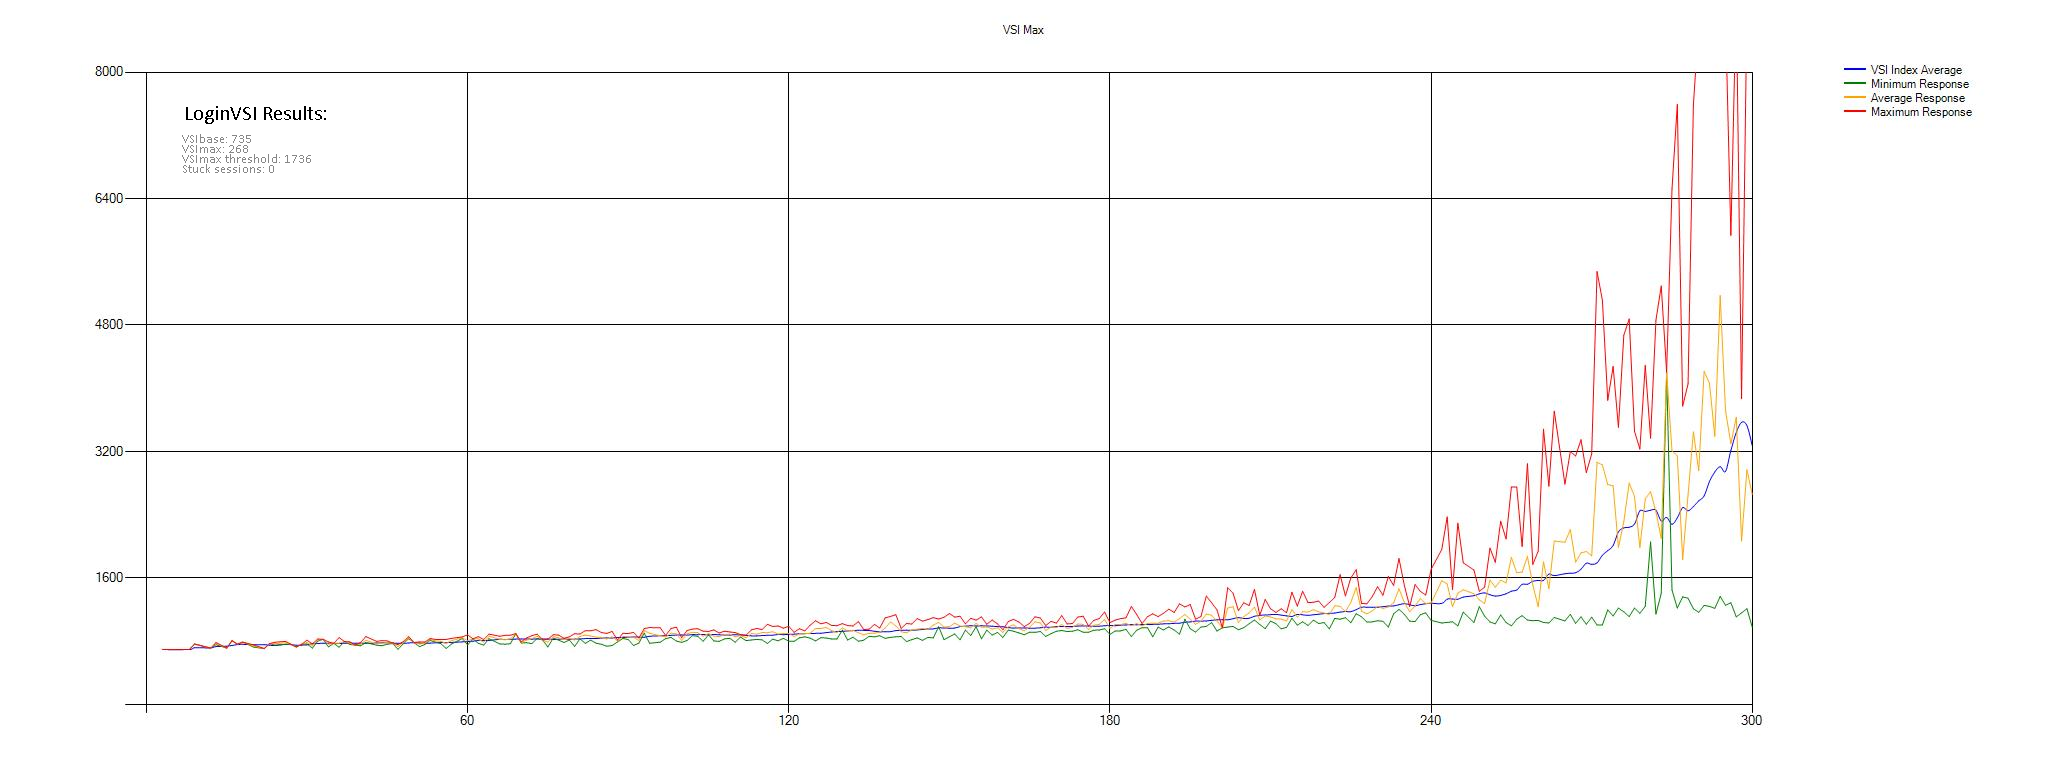 VSI Max
8000
6400
4800
3200
1600
60
120
180
240
300
LoginVSI Results:
VSIbase: 735
VSImax: 268
VSImax threshold: 1736
Stuck sessions: 0
VSI Index Average
Minimum Response
Average Response
Maximum Response